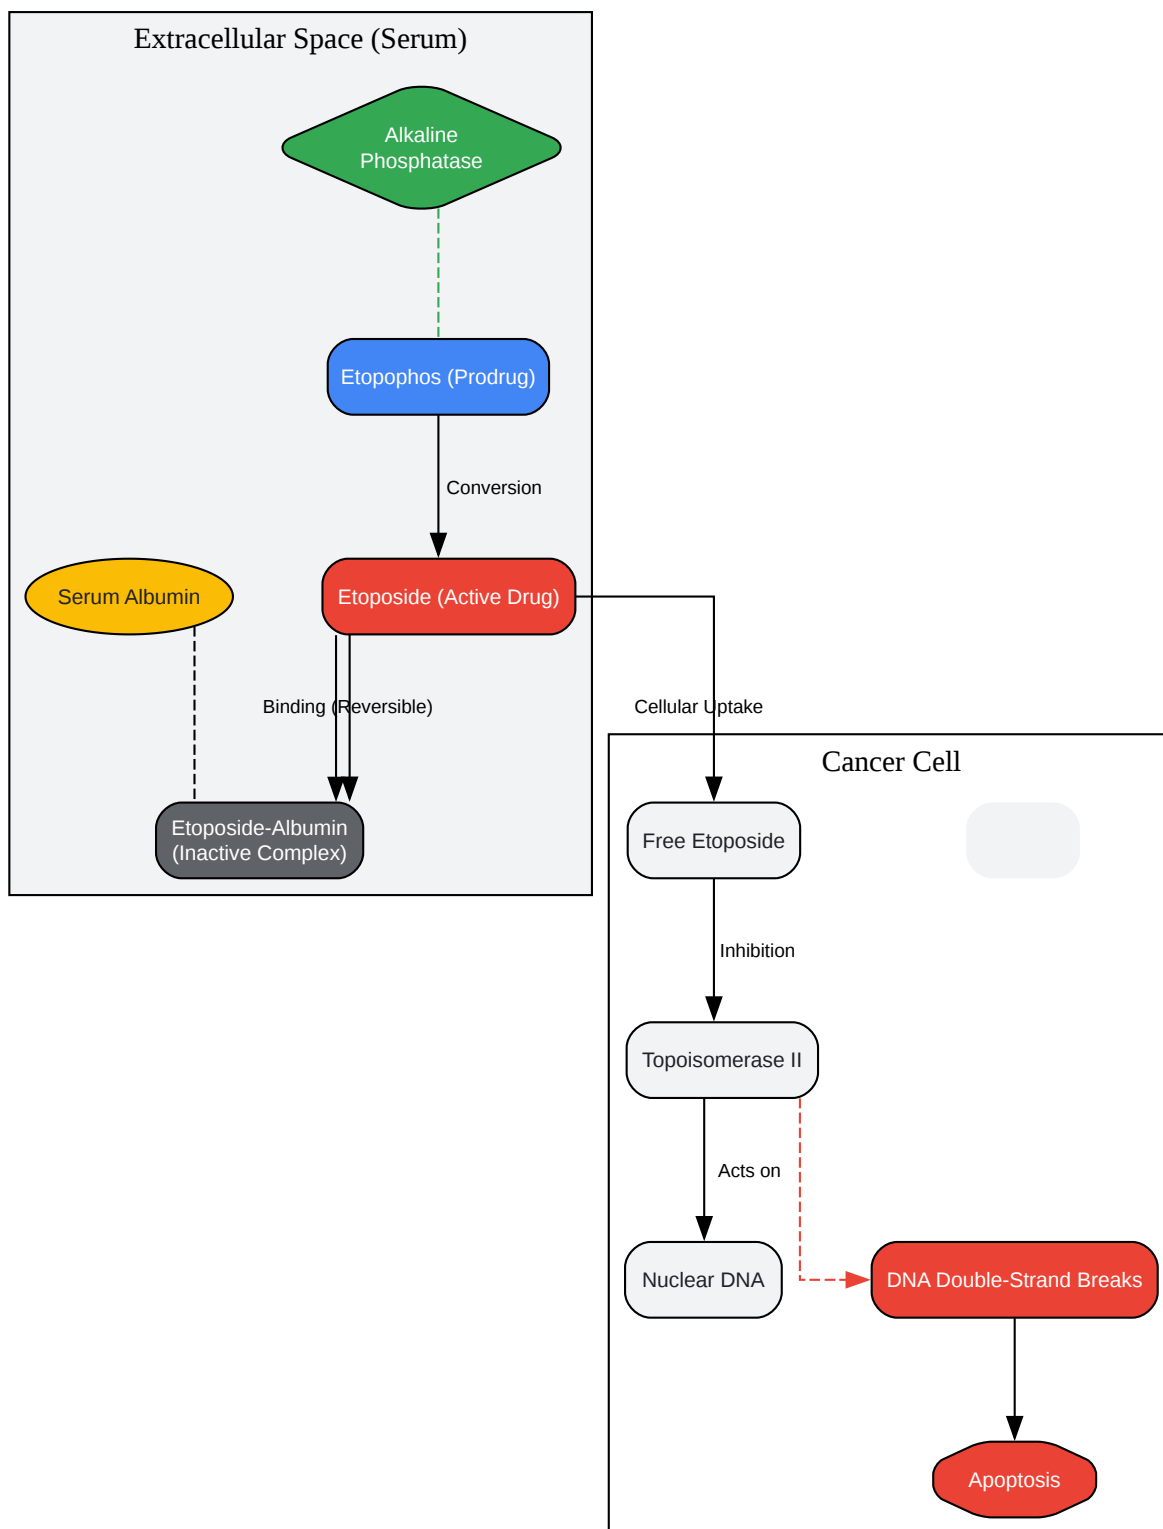 Extracellular Space (Serum)
Alkaline
Phosphatase
Etopophos (Prodrug)
Conversion
Serum Albumin
Etoposide (Active Drug)
Binding (Reversible)
Cellular Uptake
Cancer Cell
Etoposide-Albumin
(Inactive Complex)
Free Etoposide
Inhibition
Topoisomerase II
Acts on
Nuclear DNA
DNA Double-Strand Breaks
Apoptosis